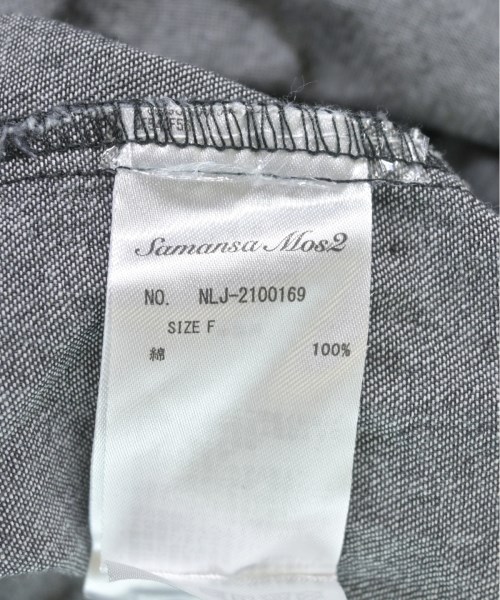 Samansa Mos2
NO. NLJ-2100169
SIZE F
綿 100%